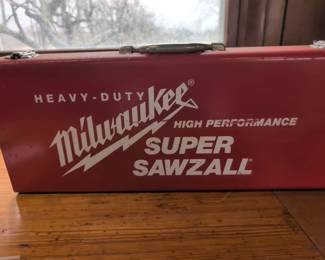 HEAVY-DUTY
Milwaukee®
HIGH PERFORMANCE
SUPER
SAWZALL®